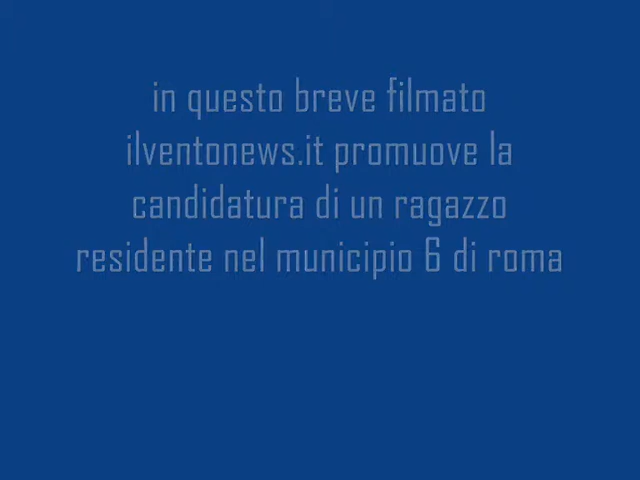 in questo breve filmato
ilventonews.it promuove la
candidatura di un ragazzo
residente nel municipio 6 di roma